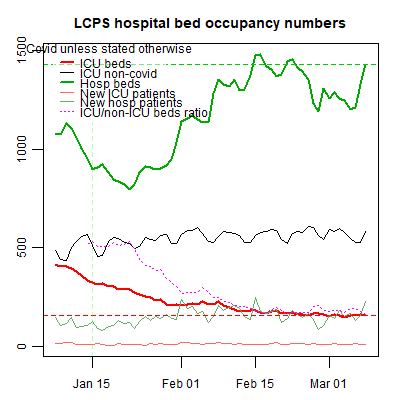 LCPS hospital bed occupancy numbers
Covid unless stated otherwise
ICU beds
ICU non-covid
Hosp beds
New ICU patients
New hosp patients
ICU/non-ICU beds ratio
1500
1000
500
0
Jan 15
Feb 01
Feb 15
Mar 01